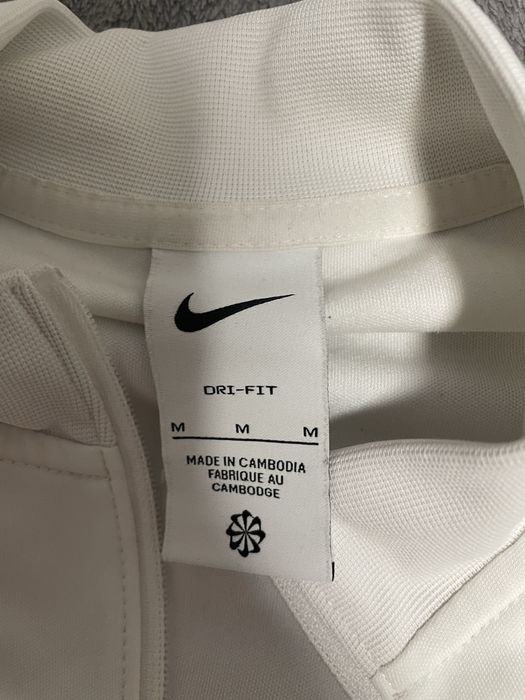 DRI-FIT
M M M
MADE IN CAMBODIA
FABRIQUE AU
CAMBODGE